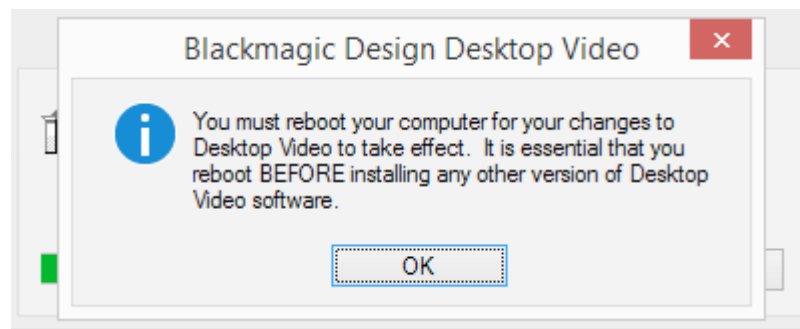 Blackmagic Design Desktop Video
You must reboot your computer for your changes to
Desktop Video to take effect.  It is essential that you
reboot BEFORE installing any other version of Desktop
Video software.
OK